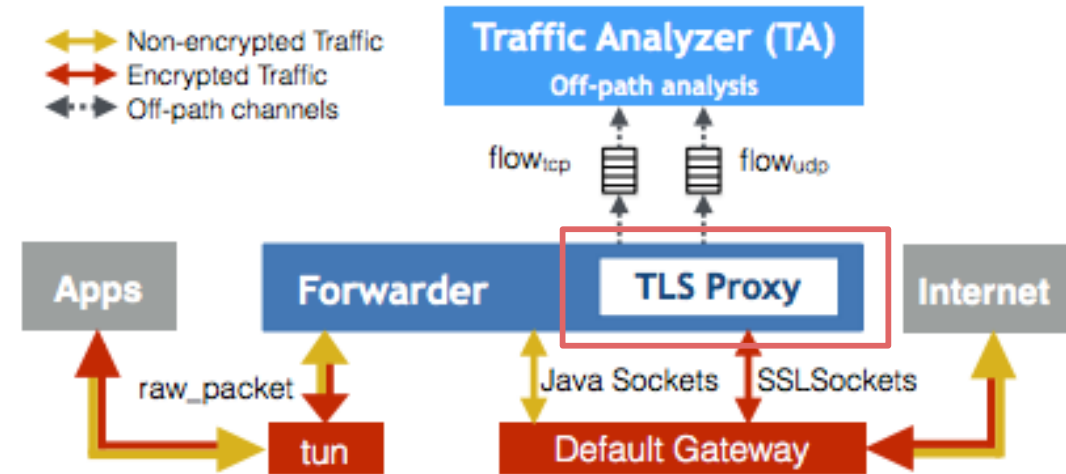 Non-encrypted Traffic
Encrypted Traffic
Off-path channels
Traffic Analyzer (TA)
Off-path analysis
flowtcp
flowudp
Apps
Forwarder
TLS Proxy
Internet
raw_packet
Java Sockets
SSLSockets
tun
Default Gateway